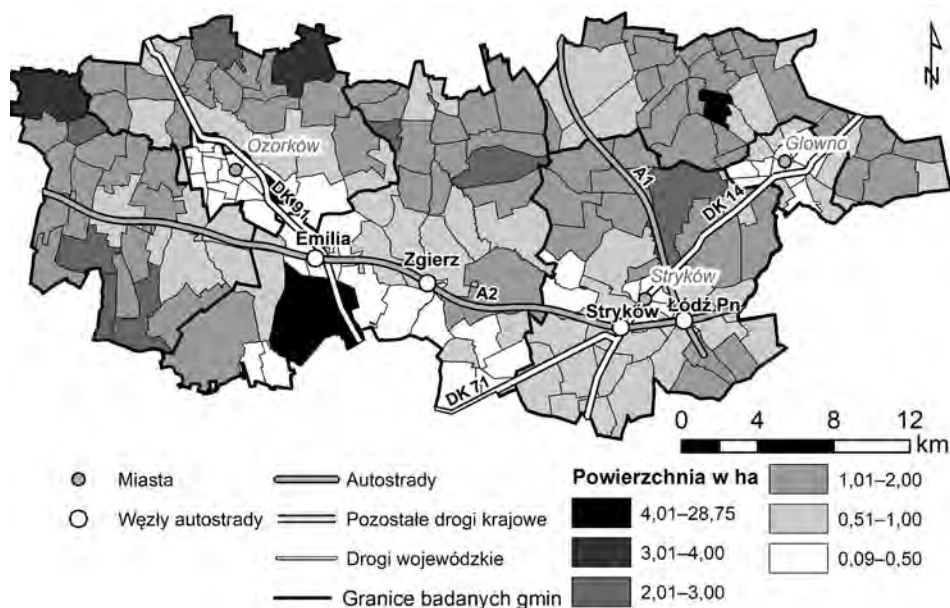 N
Ozorków
Głowno
A1
DK 14
DK 91
Emilia
Zgierz
Stryków
A2
Stryków
Łódź Pn.
DK 71
0 4 8 12
km
Miasta
Węzły autostrady
Autostrady
Pozostałe drogi krajowe
Drogi wojewódzkie
Granice badanych gmin
Powierzchnia w ha
4,01–28,75
3,01–4,00
2,01–3,00
1,01–2,00
0,51–1,00
0,09–0,50